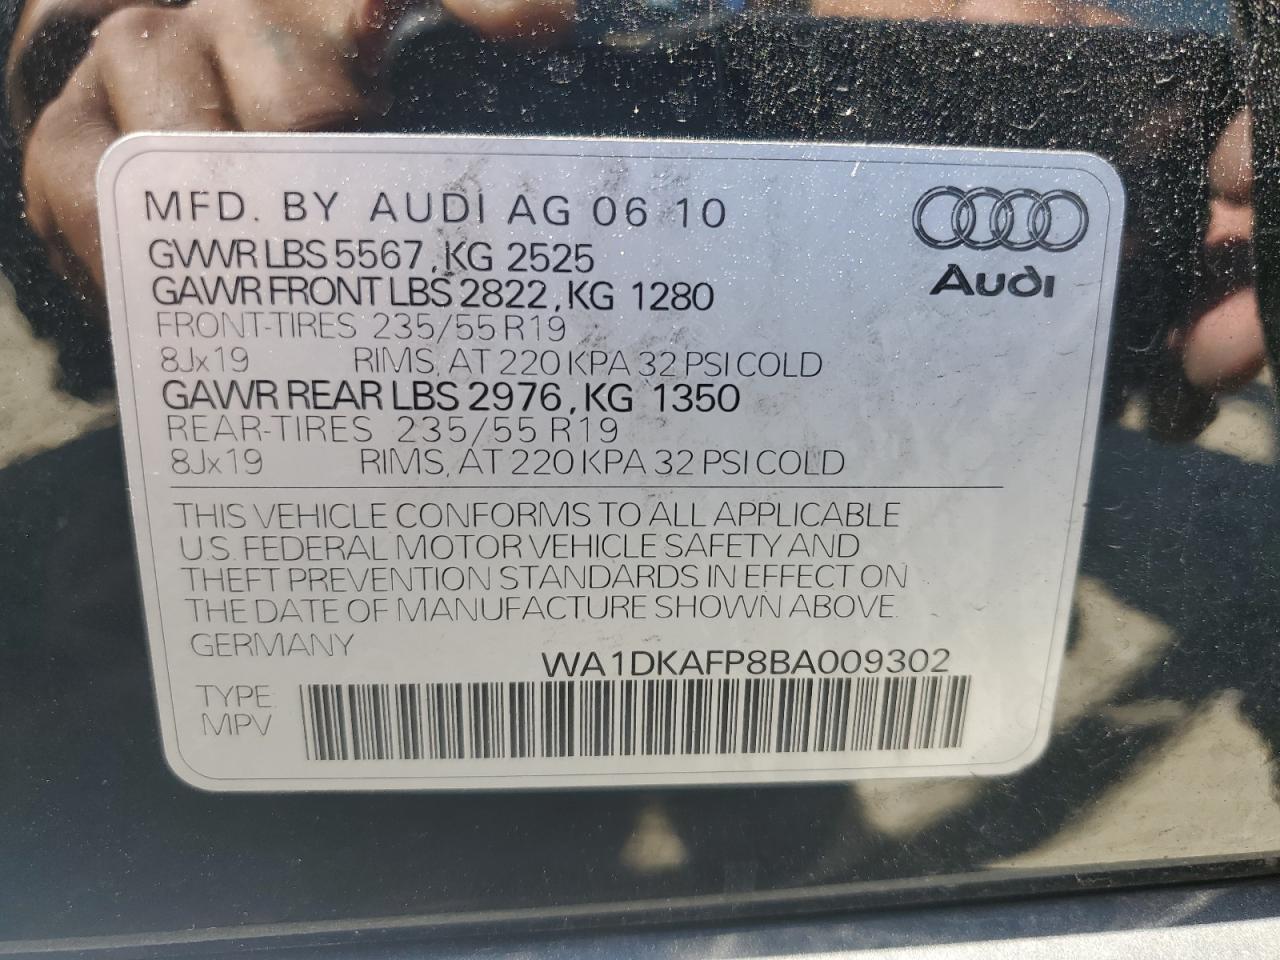 MFD. BY AUDI AG 06 10
GVWR LBS 5567, KG 2525
GAWR FRONT LBS 2822, KG 1280
FRONT-TIRES 235/55 R19
8Jx19 RIMS, AT 220 KPA 32 PSI COLD
GAWR REAR LBS 2976, KG 1350
REAR-TIRES 235/55 R19
8Jx19 RIMS, AT 220 KPA 32 PSI COLD
Audi
THIS VEHICLE CONFORMS TO ALL APPLICABLE
U.S. FEDERAL MOTOR VEHICLE SAFETY AND
THEFT PREVENTION STANDARDS IN EFFECT ON
THE DATE OF MANUFACTURE SHOWN ABOVE.
GERMANY
WA1DKAFP8BA009302
TYPE:
MPV